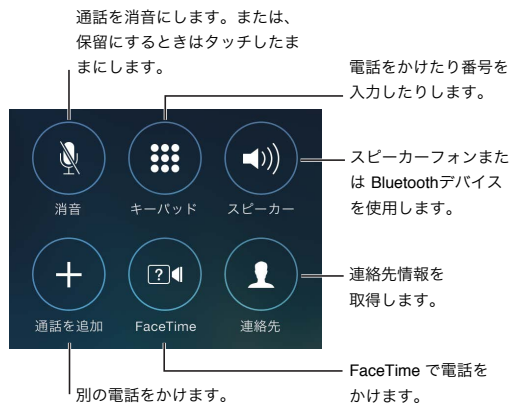 通話を消音にします。または、
保留にするときはタッチしたま
まにします。
電話をかけたり番号を
入力したりします。
スピーカーフォンまた
は Bluetoothデバイス
を使用します。
消音
キーパッド
スピーカー
?
連絡先情報を
取得します。
通話を追加
FaceTime
連絡先
FaceTime で電話を
かけます。
別の電話をかけます。